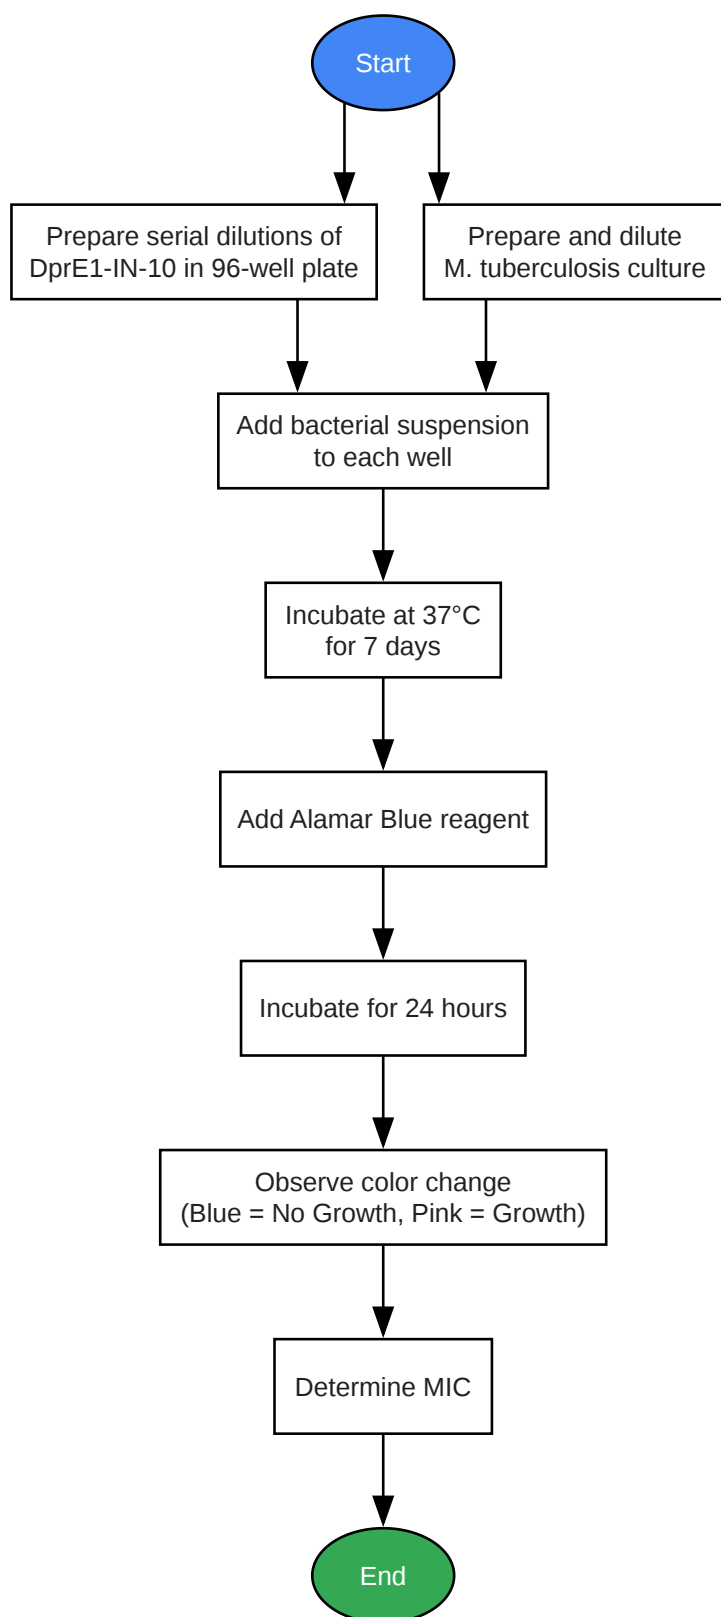 Start
Prepare serial dilutions of
DprE1-IN-10 in 96-well plate
Prepare and dilute
M. tuberculosis culture
Add bacterial suspension
to each well
Incubate at 37°C
for 7 days
Add Alamar Blue reagent
Incubate for 24 hours
Observe color change
(Blue = No Growth, Pink = Growth)
Determine MIC
End